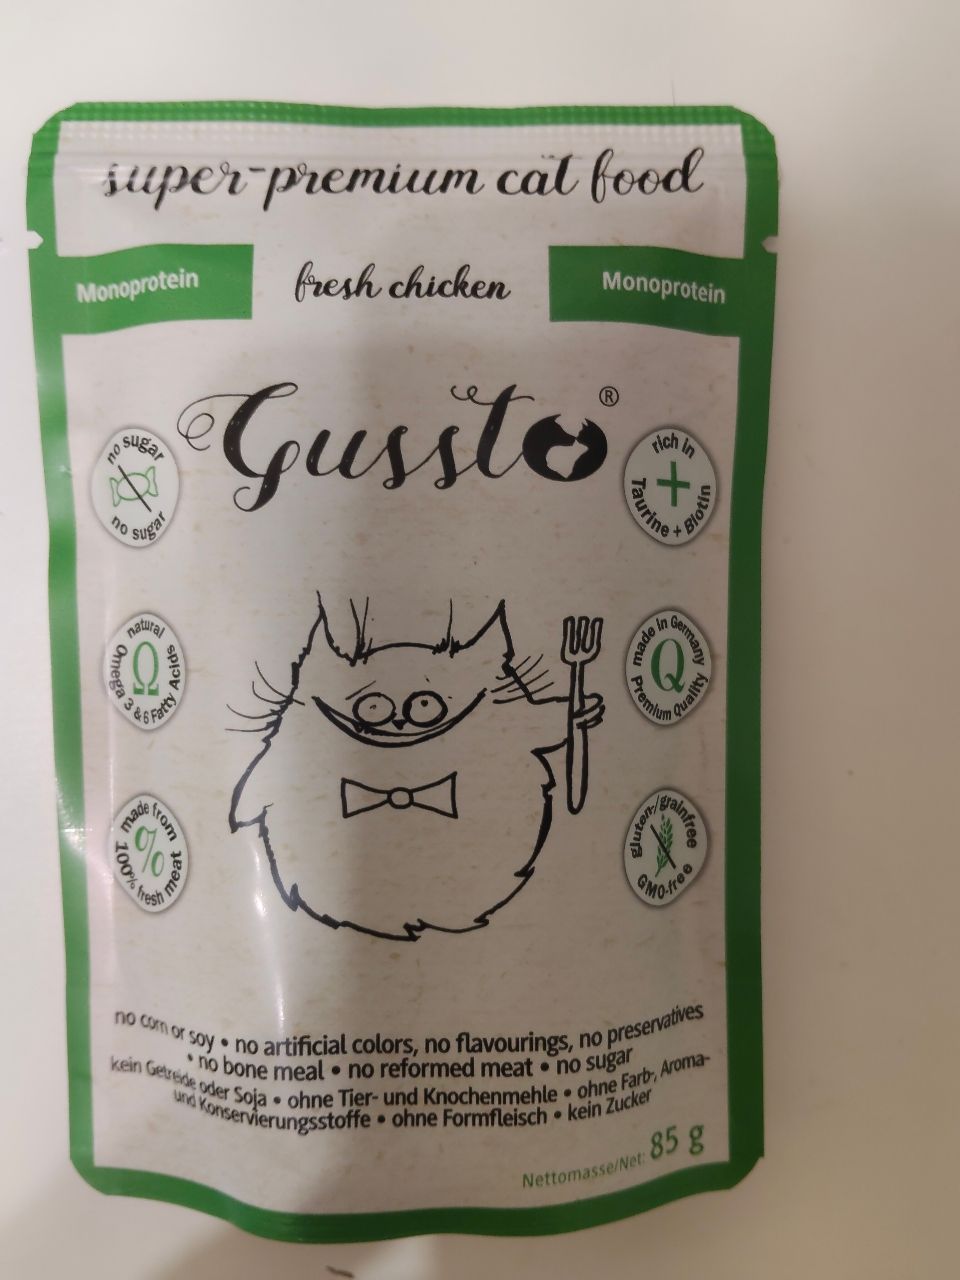 super-premium cat food
Monoprotein
fresh chicken
Monoprotein
Gussto®
no sugar
no sugar
rich in
Taurine + Biotin
natural
Omega 3 & 6 Fatty Acids
Ω
made in Germany
Q
Premium Quality
made from
%
100% fresh meat
gluten-/grainfree
GMO-free
no corn or soy • no artificial colors, no flavourings, no preservatives
• no bone meal • no reformed meat • no sugar
kein Getreide oder Soja • ohne Tier- und Knochenmehle • ohne Farb-, Aroma-
und Konservierungsstoffe • ohne Formfleisch • kein Zucker
Nettomasse/Net: 85 g